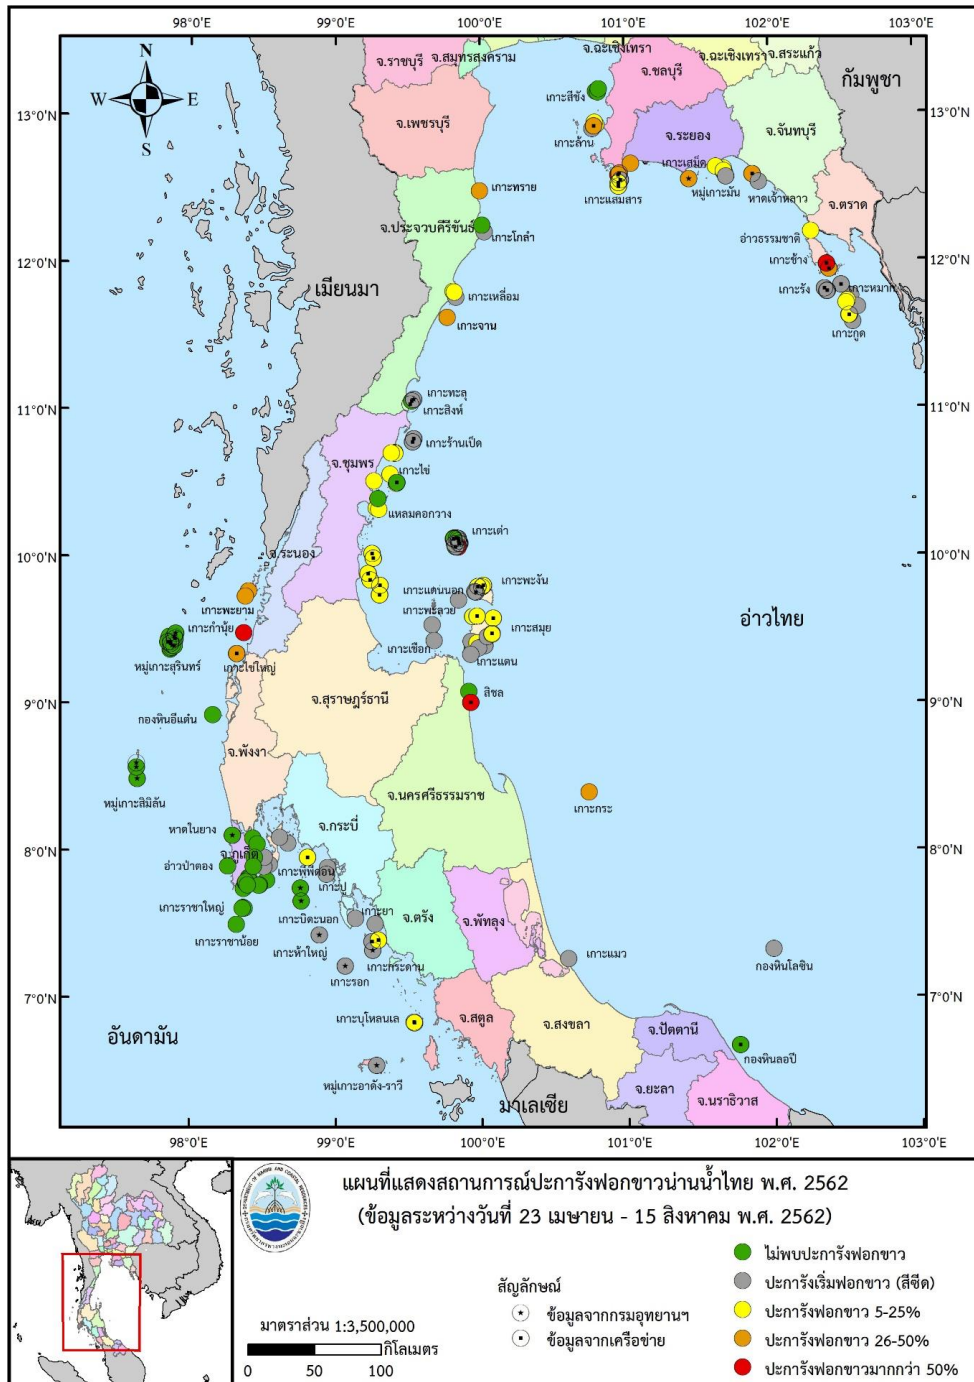 98°0'E 99°0'E 100°0'E 101°0'E 102°0'E 103°0'E
N
W E
S
จ.ราชบุรี
จ.สมุทรสงคราม
จ.ฉะเชิงเทรา
จ.ฉะเชิงเทรา
จ.สระแก้ว
จ.ชลบุรี
กัมพูชา
13°0'N
13°0'N
เกาะสีชัง
จ.เพชรบุรี
จ.ระยอง
จ.จันทบุรี
เกาะล้าน
เกาะเสม็ด
เกาะทราย
เกาะแสมสาร
หมู่เกาะมัน
หาดเจ้าหลาว
จ.ตราด
จ.ประจวบคีรีขันธ์
เกาะโกลำ
อ่าวธรรมชาติ
12°0'N
12°0'N
เกาะช้าง
เมียนมา
เกาะรัง
เกาะหมาก
เกาะเหลื่อม
เกาะจาน
เกาะกูด
11°0'N
11°0'N
เกาะทะลุ
เกาะสิงห์
เกาะร้านเป็ด
จ.ชุมพร
เกาะไข่
แหลมคอกวาง
เกาะเต่า
10°0'N
10°0'N
จ.ระนอง
เกาะพะงัน
เกาะแตนนอก
เกาะพะยาม
เกาะพะลวย
อ่าวไทย
เกาะกำนุ้ย
เกาะสมุย
หมู่เกาะสุรินทร์
เกาะไข่ใหญ่
เกาะเชือก
เกาะแตน
จ.สุราษฎร์ธานี
สิชล
9°0'N
9°0'N
กองหินอีแต๋น
จ.พังงา
หมู่เกาะสิมิลัน
จ.นครศรีธรรมราช
เกาะกระ
หาดในยาง
จ.กระบี่
8°0'N
8°0'N
จ.ภูเก็ต
อ่าวป่าตอง
เกาะพีพีดอน
เกาะปู
เกาะราชาใหญ่
เกาะบิดะนอก
เกาะยา
จ.ตรัง
จ.พัทลุง
เกาะราชาน้อย
เกาะห้าใหญ่
เกาะแมว
กองหินโลซิน
เกาะกระดาน
เกาะรอก
7°0'N
7°0'N
เกาะบุโหลนเล
จ.สตูล
จ.สงขลา
จ.ปัตตานี
อันดามัน
กองหินลอปี
หมู่เกาะอาดัง-ราวี
จ.ยะลา
จ.นราธิวาส
มาเลเซีย
98°0'E 99°0'E 100°0'E 101°0'E 102°0'E 103°0'E
แผนที่แสดงสถานการณ์ปะการังฟอกขาวน่านน้ำไทย พ.ศ. 2562
(ข้อมูลระหว่างวันที่ 23 เมษายน - 15 สิงหาคม พ.ศ. 2562)
มาตราส่วน 1:3,500,000
กิโลเมตร
0 50 100
สัญลักษณ์
ข้อมูลจากกรมอุทยานฯ
ข้อมูลจากเครือข่าย
ไม่พบปะการังฟอกขาว
ปะการังเริ่มฟอกขาว (สีซีด)
ปะการังฟอกขาว 5-25%
ปะการังฟอกขาว 26-50%
ปะการังฟอกขาวมากกว่า 50%